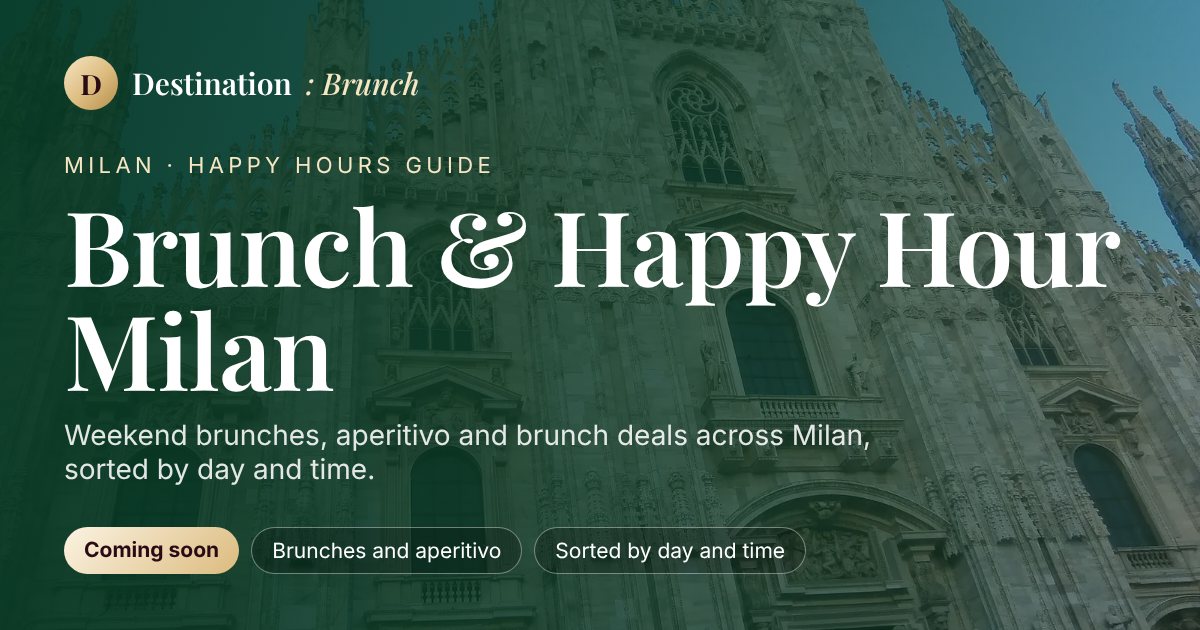 D Destination : Brunch
MILAN · HAPPY HOURS GUIDE
Brunch & Happy Hour
Milan
Weekend brunches, aperitivo and brunch deals across Milan,
sorted by day and time.
Coming soon Brunches and aperitivo Sorted by day and time